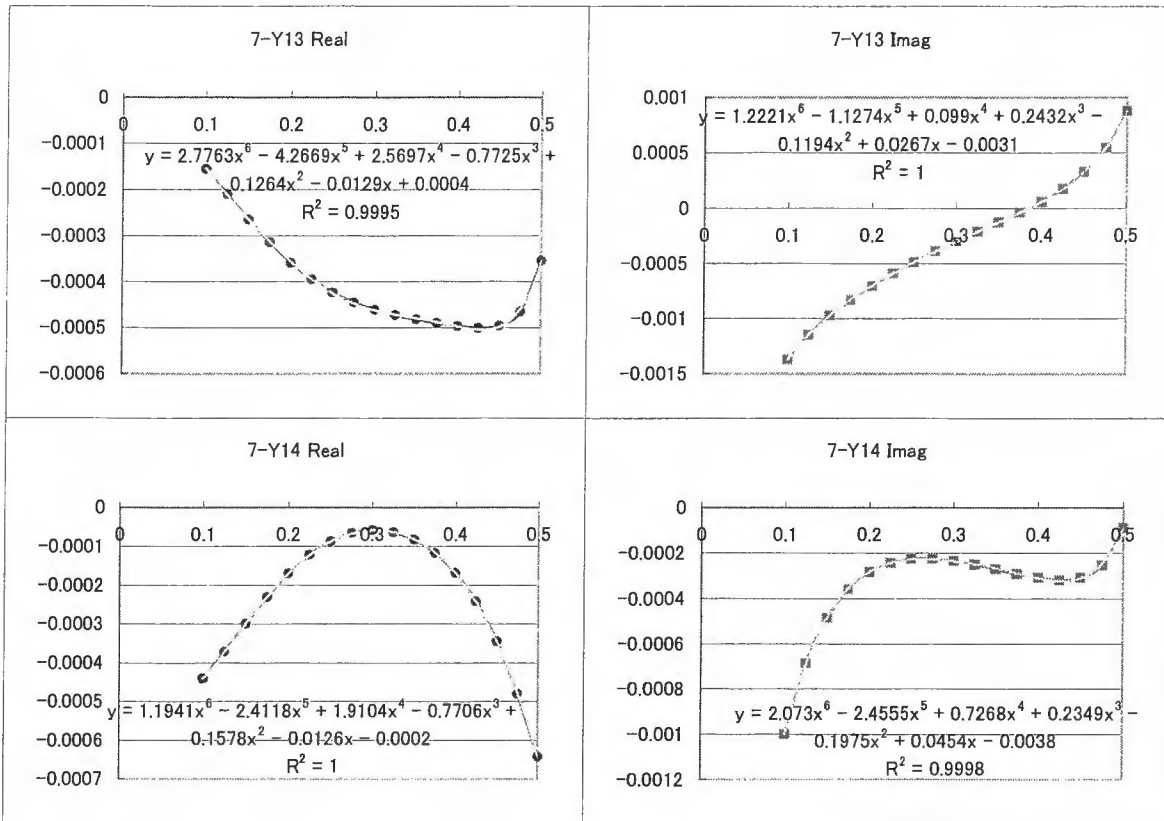 7-Y13 Real
0
0 0.1 0.2 0.3 0.4 0.5
-0.0001
-0.0002
-0.0003
-0.0004
-0.0005
-0.0006
y = 2.7763x⁶ - 4.2669x⁵ + 2.5697x⁴ - 0.7725x³ +
0.1264x² - 0.0129x + 0.0004
R² = 0.9995
7-Y13 Imag
0.001
0.0005
0
-0.0005
-0.001
-0.0015
0 0.1 0.2 0.3 0.4 0.5
y = 1.2221x⁶ - 1.1274x⁵ + 0.099x⁴ + 0.2432x³ -
0.1194x² + 0.0267x - 0.0031
R² = 1
7-Y14 Real
0
0 0.1 0.2 0.3 0.4 0.5
-0.0001
-0.0002
-0.0003
-0.0004
-0.0005
-0.0006
-0.0007
y = 1.1941x⁶ - 2.4118x⁵ + 1.9104x⁴ - 0.7706x³ +
0.1578x² - 0.0126x - 0.0002
R² = 1
7-Y14 Imag
0
0 0.1 0.2 0.3 0.4 0.5
-0.0002
-0.0004
-0.0006
-0.0008
-0.001
-0.0012
y = 2.073x⁶ - 2.4555x⁵ + 0.7268x⁴ + 0.2349x³ -
0.1975x² + 0.0454x - 0.0038
R² = 0.9998